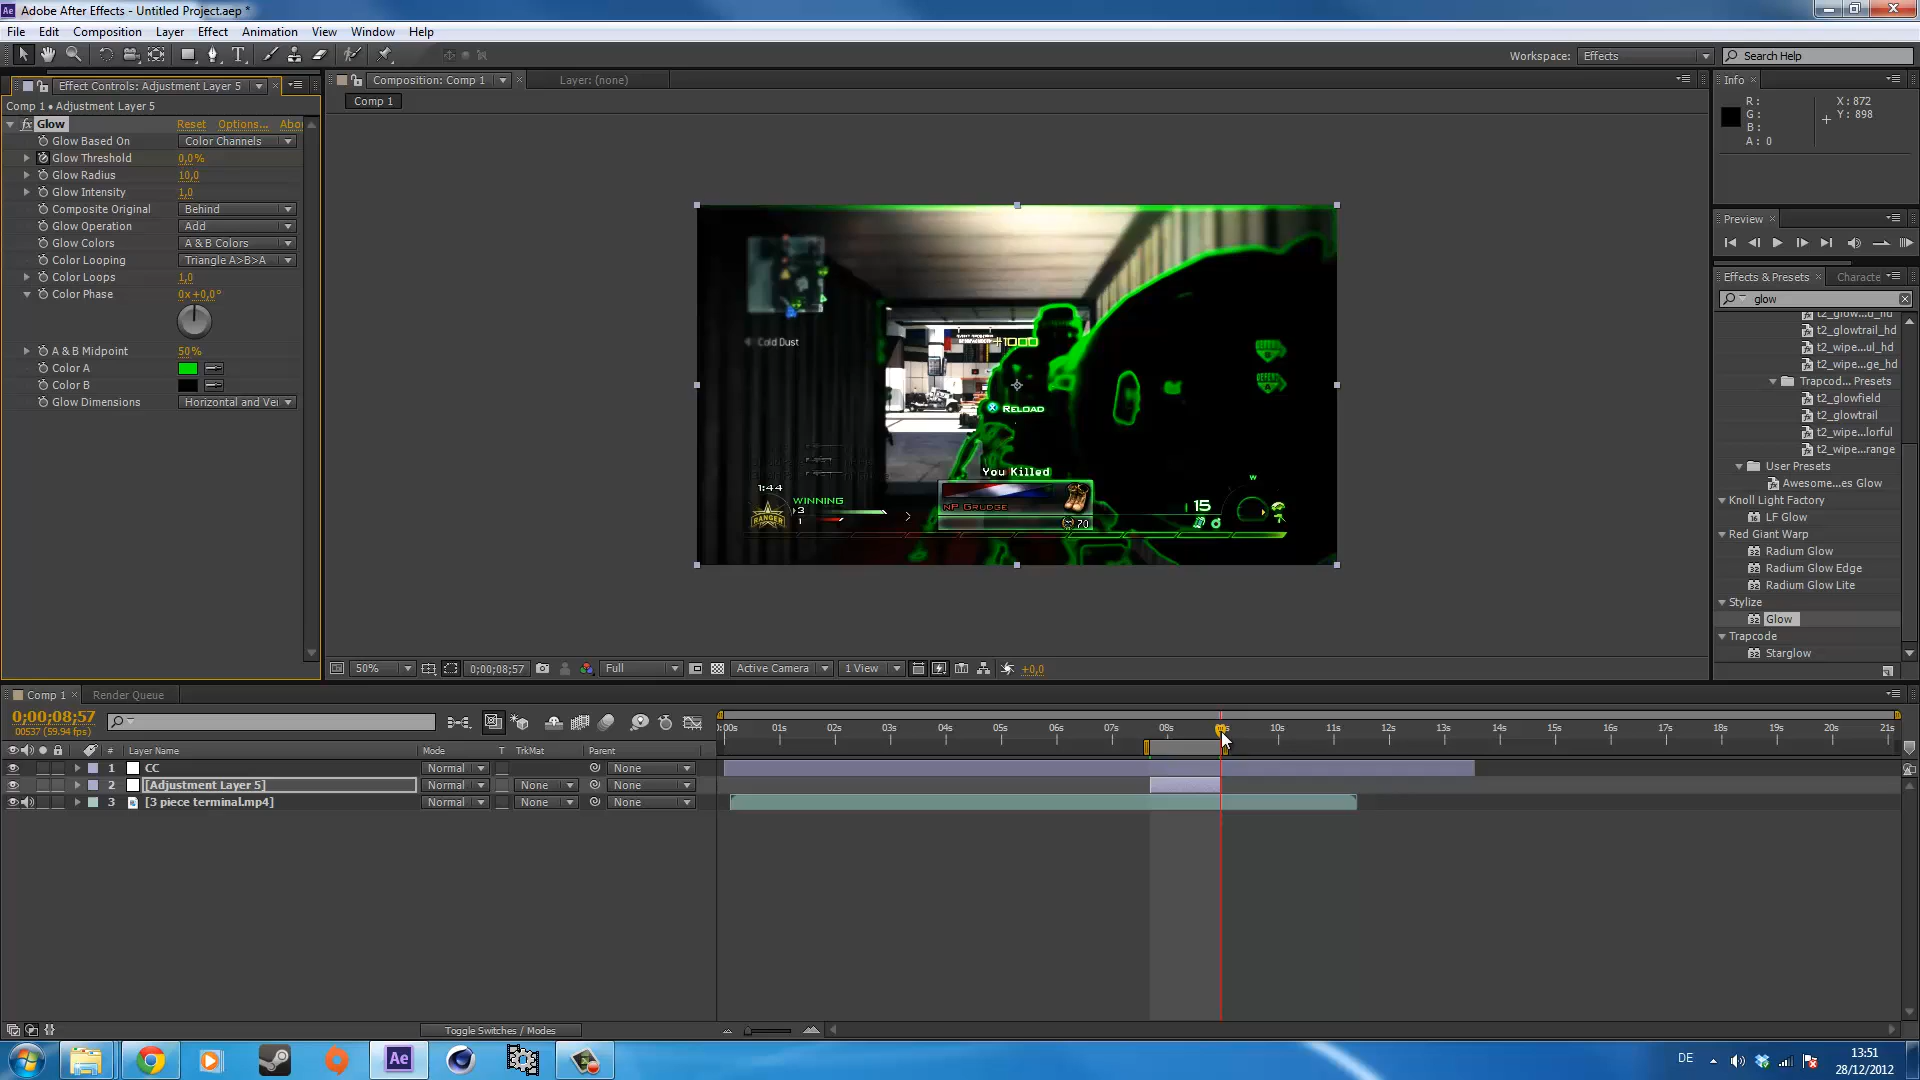 Adobe After Effects - Untitled Project.aep *
File Edit Composition Layer Effect Animation View Window Help
Workspace: Effects Search Help
Effect Controls: Adjustment Layer 5
Comp 1 • Adjustment Layer 5
fx Glow Reset Options... Abou
Glow Based On Color Channels
Glow Threshold 0,0%
Glow Radius 10,0
Glow Intensity 1,0
Composite Original Behind
Glow Operation Add
Glow Colors A & B Colors
Color Looping Triangle A>B>A
Color Loops 1,0
Color Phase 0x+0,0°
A & B Midpoint 50%
Color A
Color B
Glow Dimensions Horizontal and Ver
Composition: Comp 1 Layer: (none)
Comp 1
Cold Dust
+1000
RELOAD
You Killed
nP Grudge
70
1:44
WINNING
3
1
RANGER
15
W
50% 0;00;08;57 Full Active Camera 1 View +0,0
Info
R: X: 872
G: Y: 898
B:
A: 0
Preview
Effects & Presets Characte
glow
t2_glow...d_hd
t2_glowtrail_hd
t2_wipe...ul_hd
t2_wipe...ge_hd
Trapcod... Presets
t2_glowfield
t2_glowtrail
t2_wipe...lorful
t2_wipe...range
User Presets
Awesome...es Glow
Knoll Light Factory
LF Glow
Red Giant Warp
Radium Glow
Radium Glow Edge
Radium Glow Lite
Stylize
Glow
Trapcode
Starglow
Comp 1 Render Queue
0;00;08;57
00537 (59.94 fps)
:00s 01s 02s 03s 04s 05s 06s 07s 08s 10s 11s 12s 13s 14s 15s 16s 17s 18s 19s 20s 21s
# Layer Name Mode T TrkMat Parent
1 CC Normal None
2 [Adjustment Layer 5] Normal None None
3 [3 piece terminal.mp4] Normal None None
Toggle Switches / Modes
Ae
DE
13:51
28/12/2012